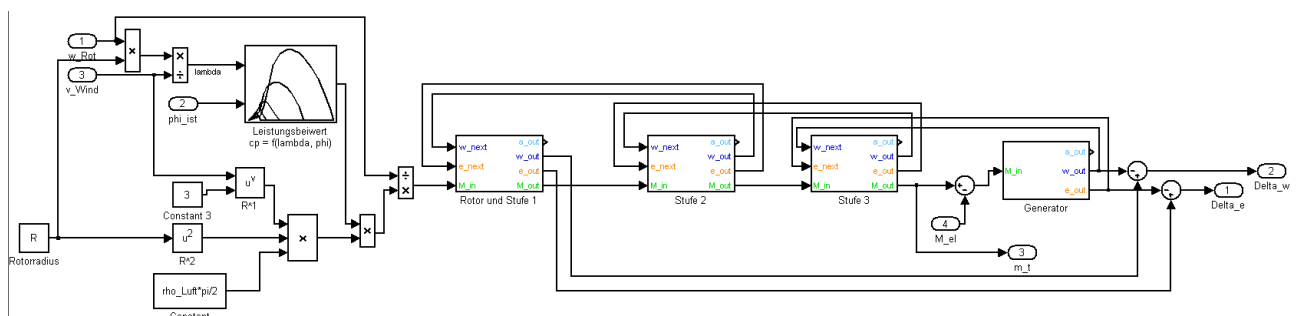 1
w_Rot
3
v_Wind
2
phi_ist
lambda
Leistungsbeiwert
cp = f(lambda, phi)
3
Constant 3
u^v
R^1
R
Rotorradius
u^2
R^2
rho_Luft*pi/2
Constant
w_next
e_next
M_in
a_out
w_out
e_out
M_out
Rotor und Stufe 1
w_next
e_next
M_in
a_out
w_out
e_out
M_out
Stufe 2
w_next
e_next
M_in
a_out
w_out
e_out
M_out
Stufe 3
4
M_el
M_in
a_out
w_out
e_out
Generator
3
m_t
2
Delta_w
1
Delta_e